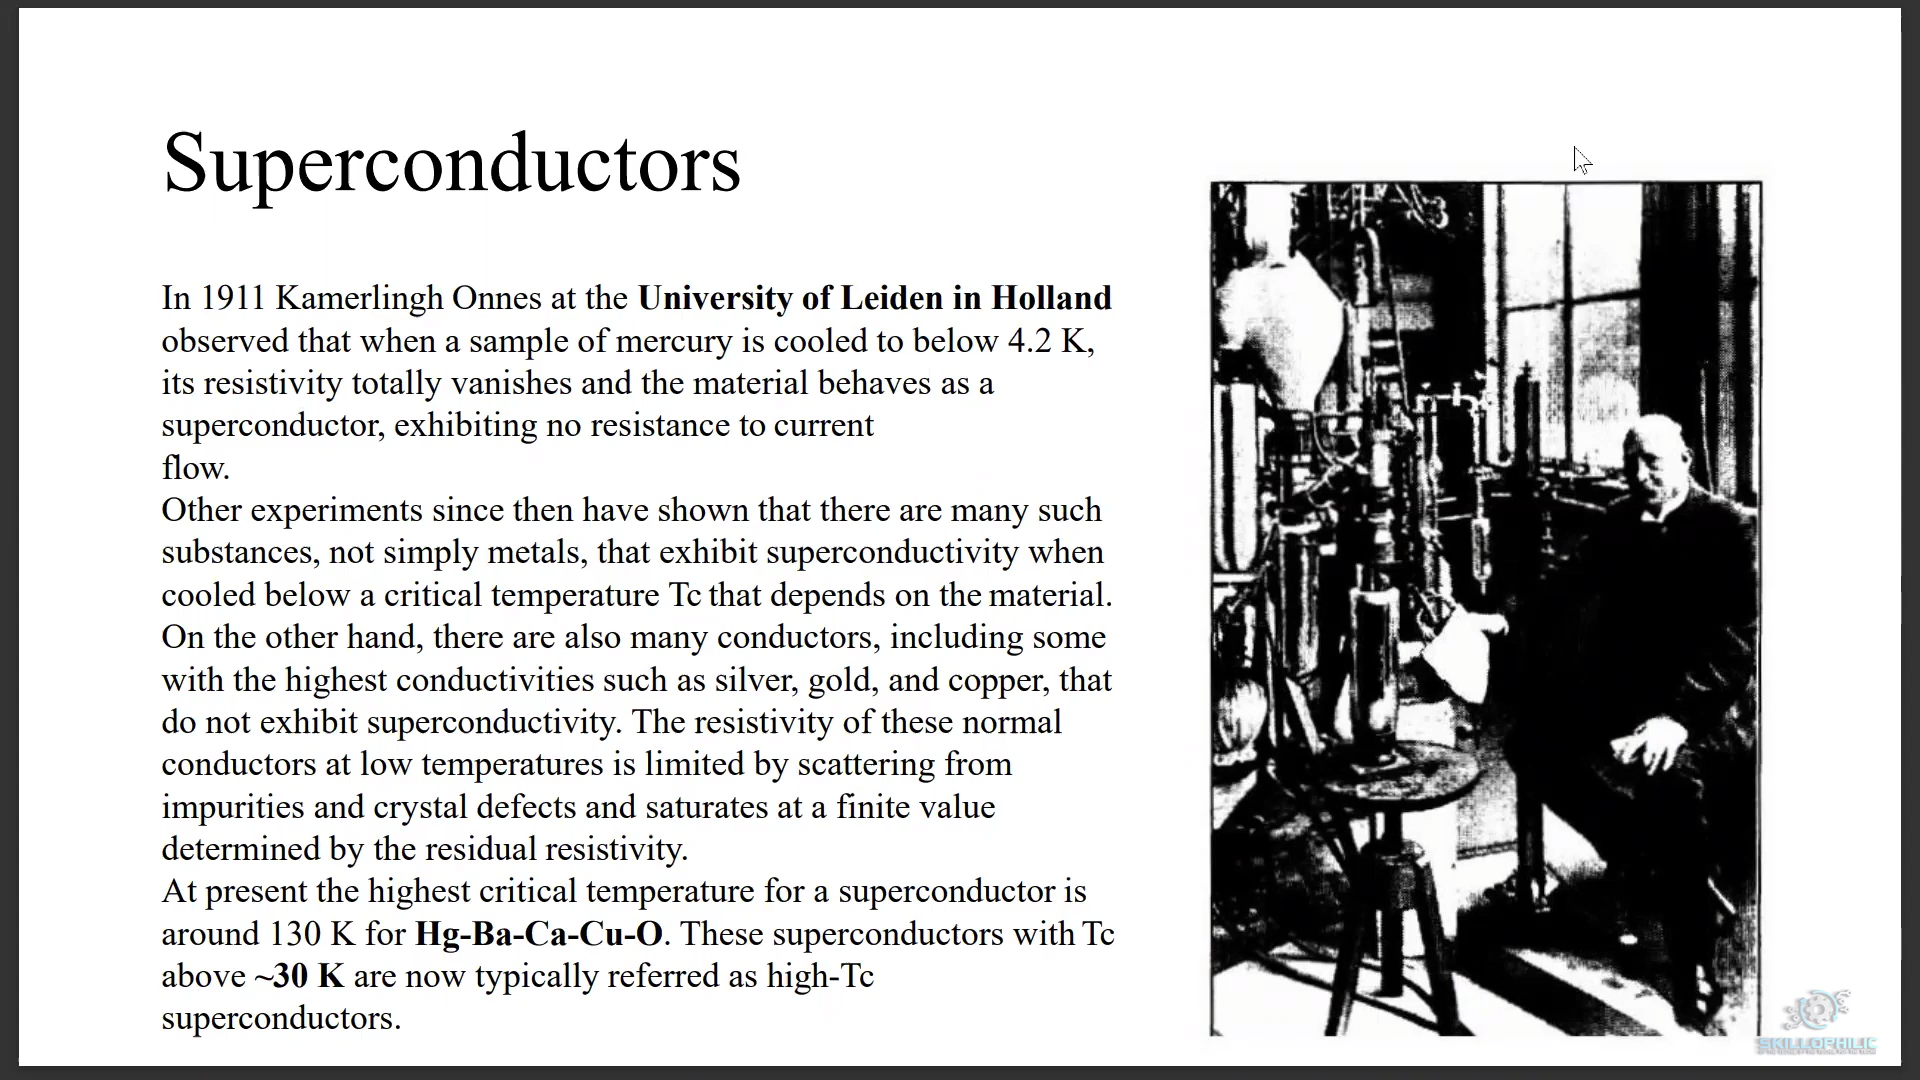 Superconductors
In 1911 Kamerlingh Onnes at the University of Leiden in Holland
observed that when a sample of mercury is cooled to below 4.2 K,
its resistivity totally vanishes and the material behaves as a
superconductor, exhibiting no resistance to current
flow.
Other experiments since then have shown that there are many such
substances, not simply metals, that exhibit superconductivity when
cooled below a critical temperature Tc that depends on the material.
On the other hand, there are also many conductors, including some
with the highest conductivities such as silver, gold, and copper, that
do not exhibit superconductivity. The resistivity of these normal
conductors at low temperatures is limited by scattering from
impurities and crystal defects and saturates at a finite value
determined by the residual resistivity.
At present the highest critical temperature for a superconductor is
around 130 K for Hg-Ba-Ca-Cu-O. These superconductors with Tc
above ~30 K are now typically referred as high-Tc
superconductors.
SKILLOPHILIC